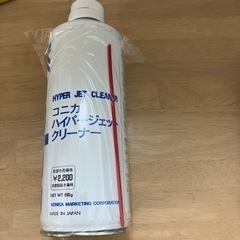 HYPER JET CLEANER
コニカ
ハイパージェット
クリーナー
¥2,200
KONICA MARKETING CORPORATION
MADE IN JAPAN